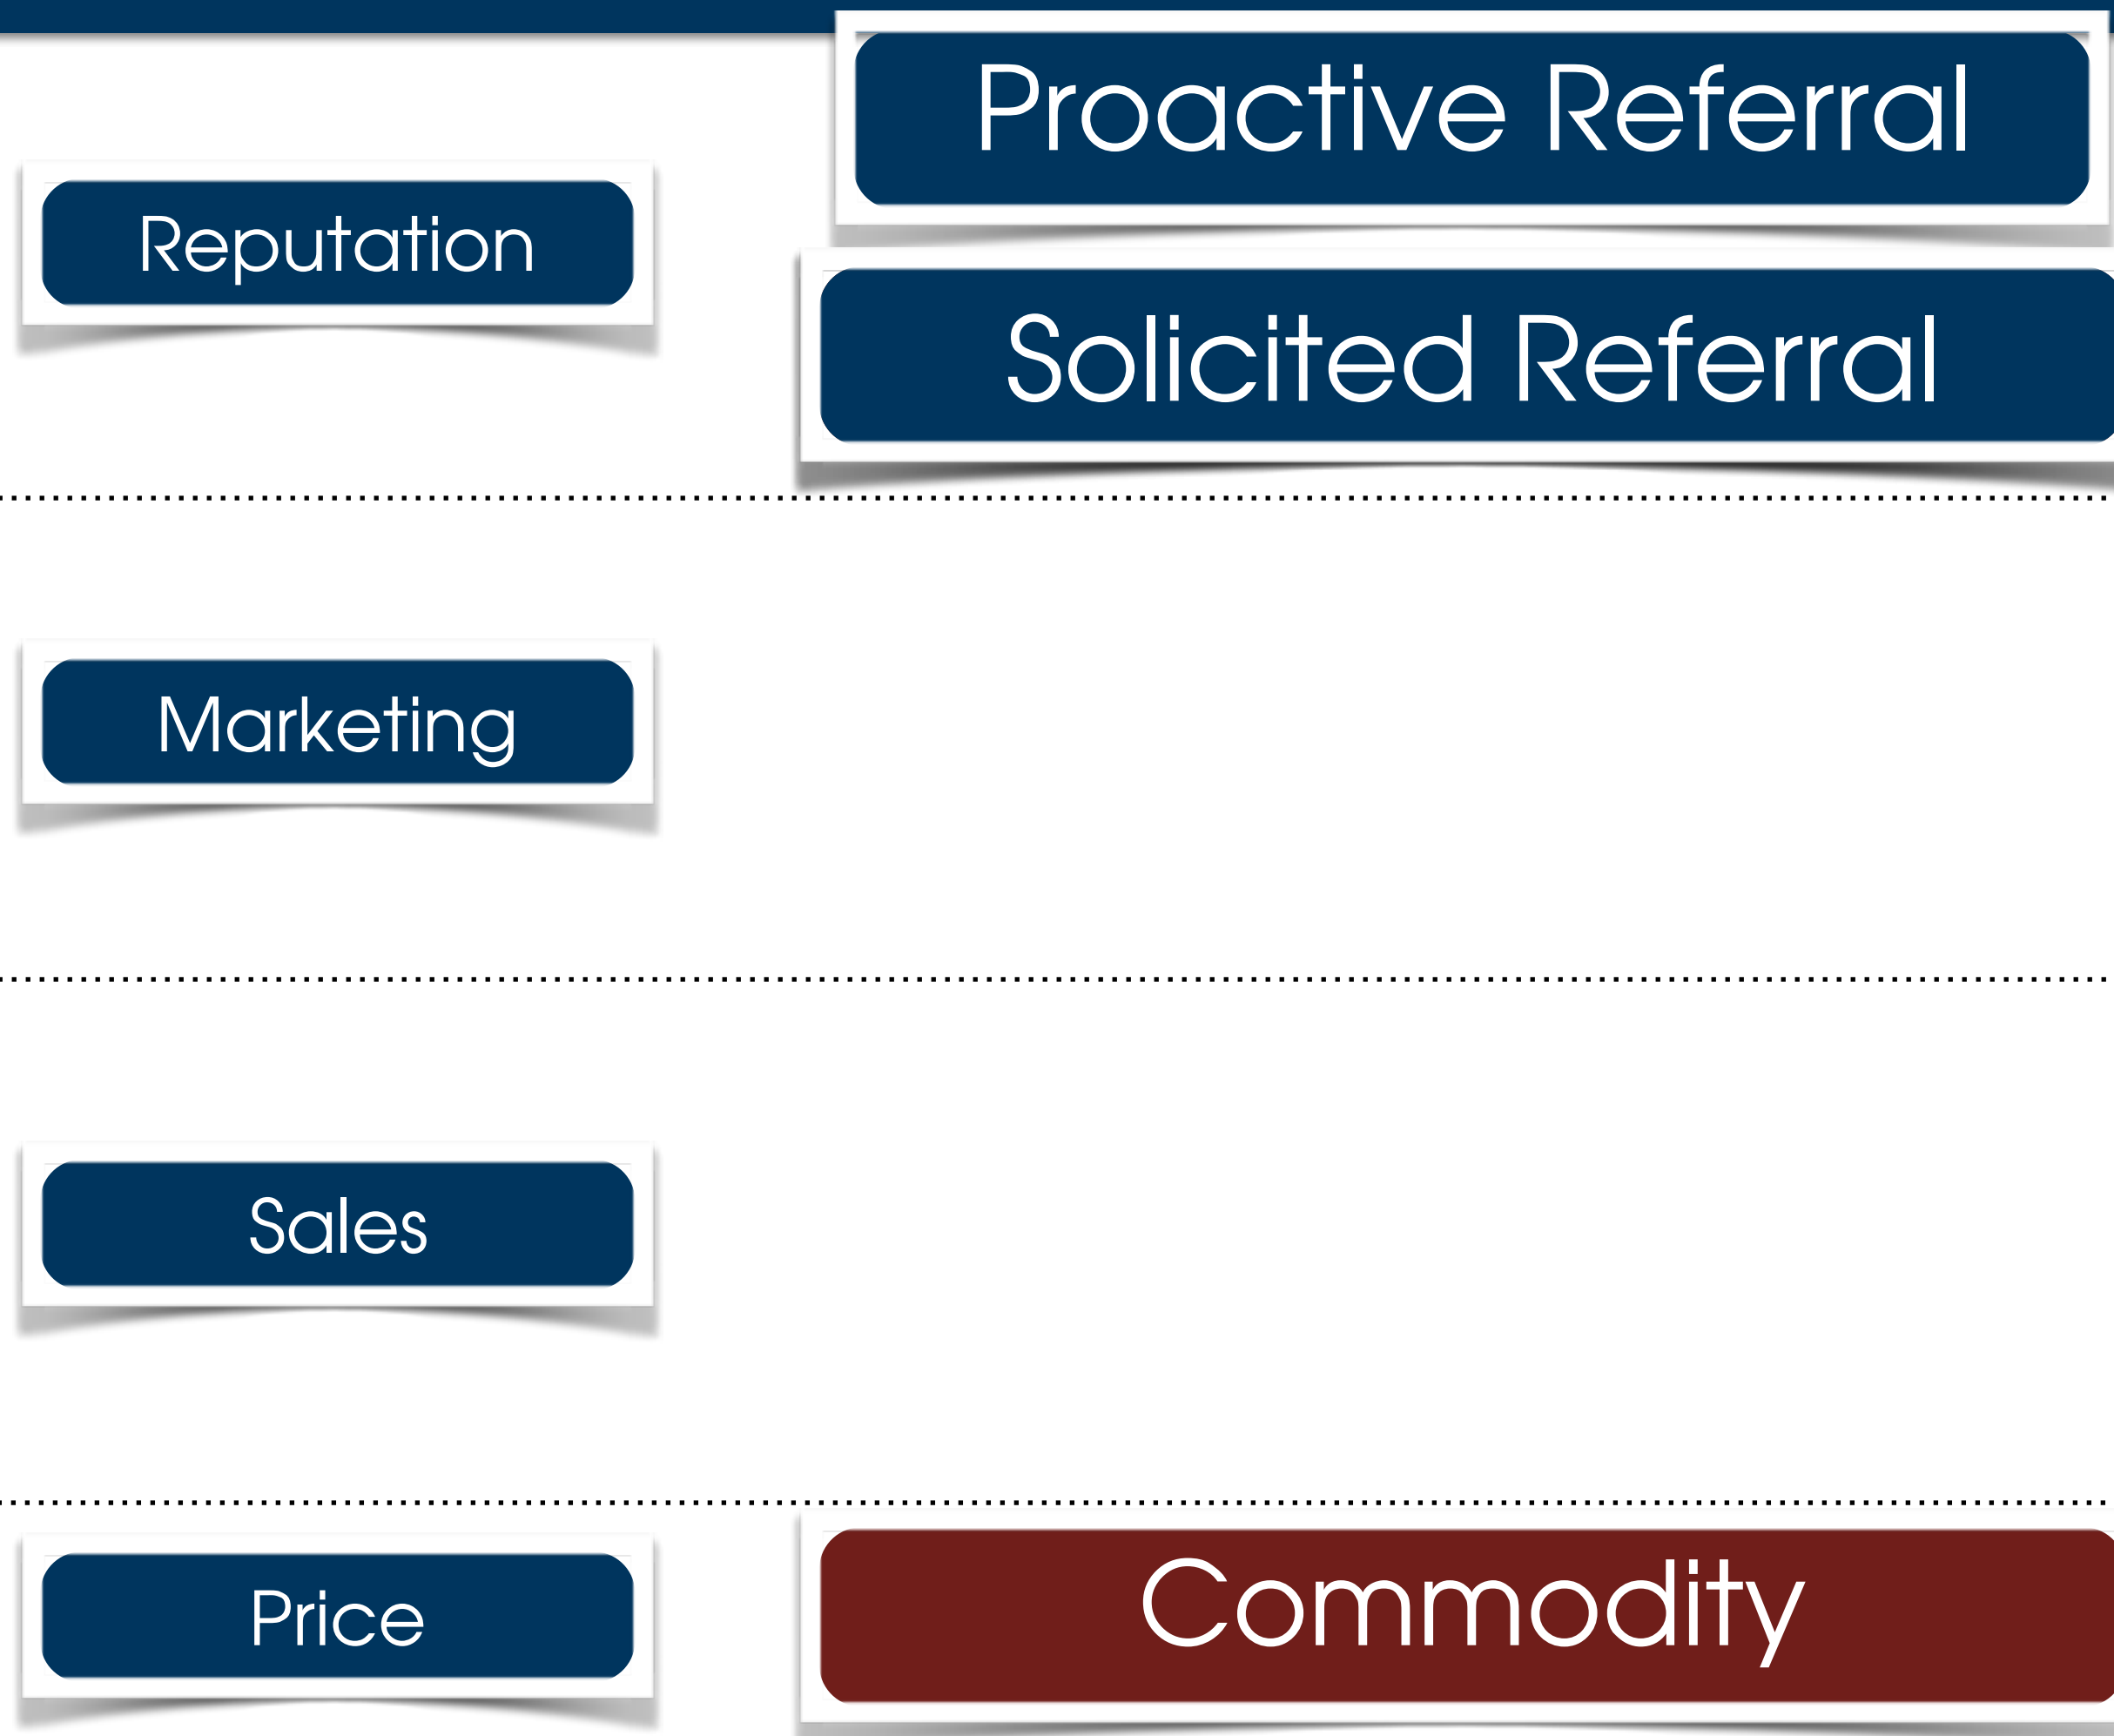 Proactive Referral
Reputation
Solicited Referral
Marketing
Sales
Price
Commodity